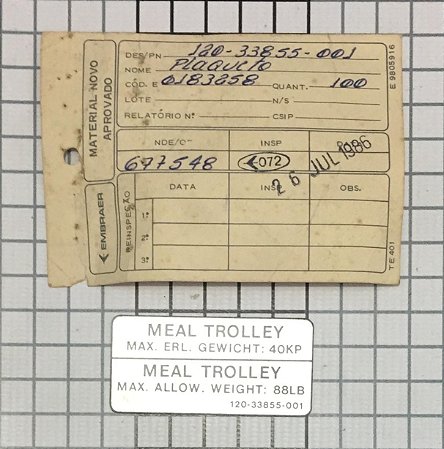 MATERIAL NOVO
APROVADO
DES/PN 120-33855-001
NOME Plaqueta
CÓD. E 0183258 QUANT. 100
LOTE N/S
RELATÓRIO Nº CSIP
E 9805916
NDE/O INSP
677548 072 26 JUL 1986
EMBRAER
REINSPEÇÃO
DATA INSP OBS.
1ª
2ª
3ª
TE 401
MEAL TROLLEY
MAX. ERL. GEWICHT: 40KP
MEAL TROLLEY
MAX. ALLOW. WEIGHT: 88LB
120-33855-001